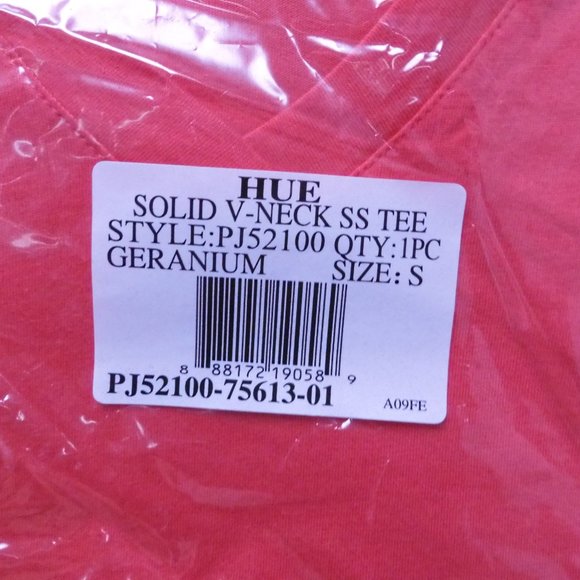 HUE
SOLID V-NECK SS TEE
STYLE:PJ52100 QTY:1PC
GERANIUM SIZE: S
8 88172 19058 9
PJ52100-75613-01
A09FE